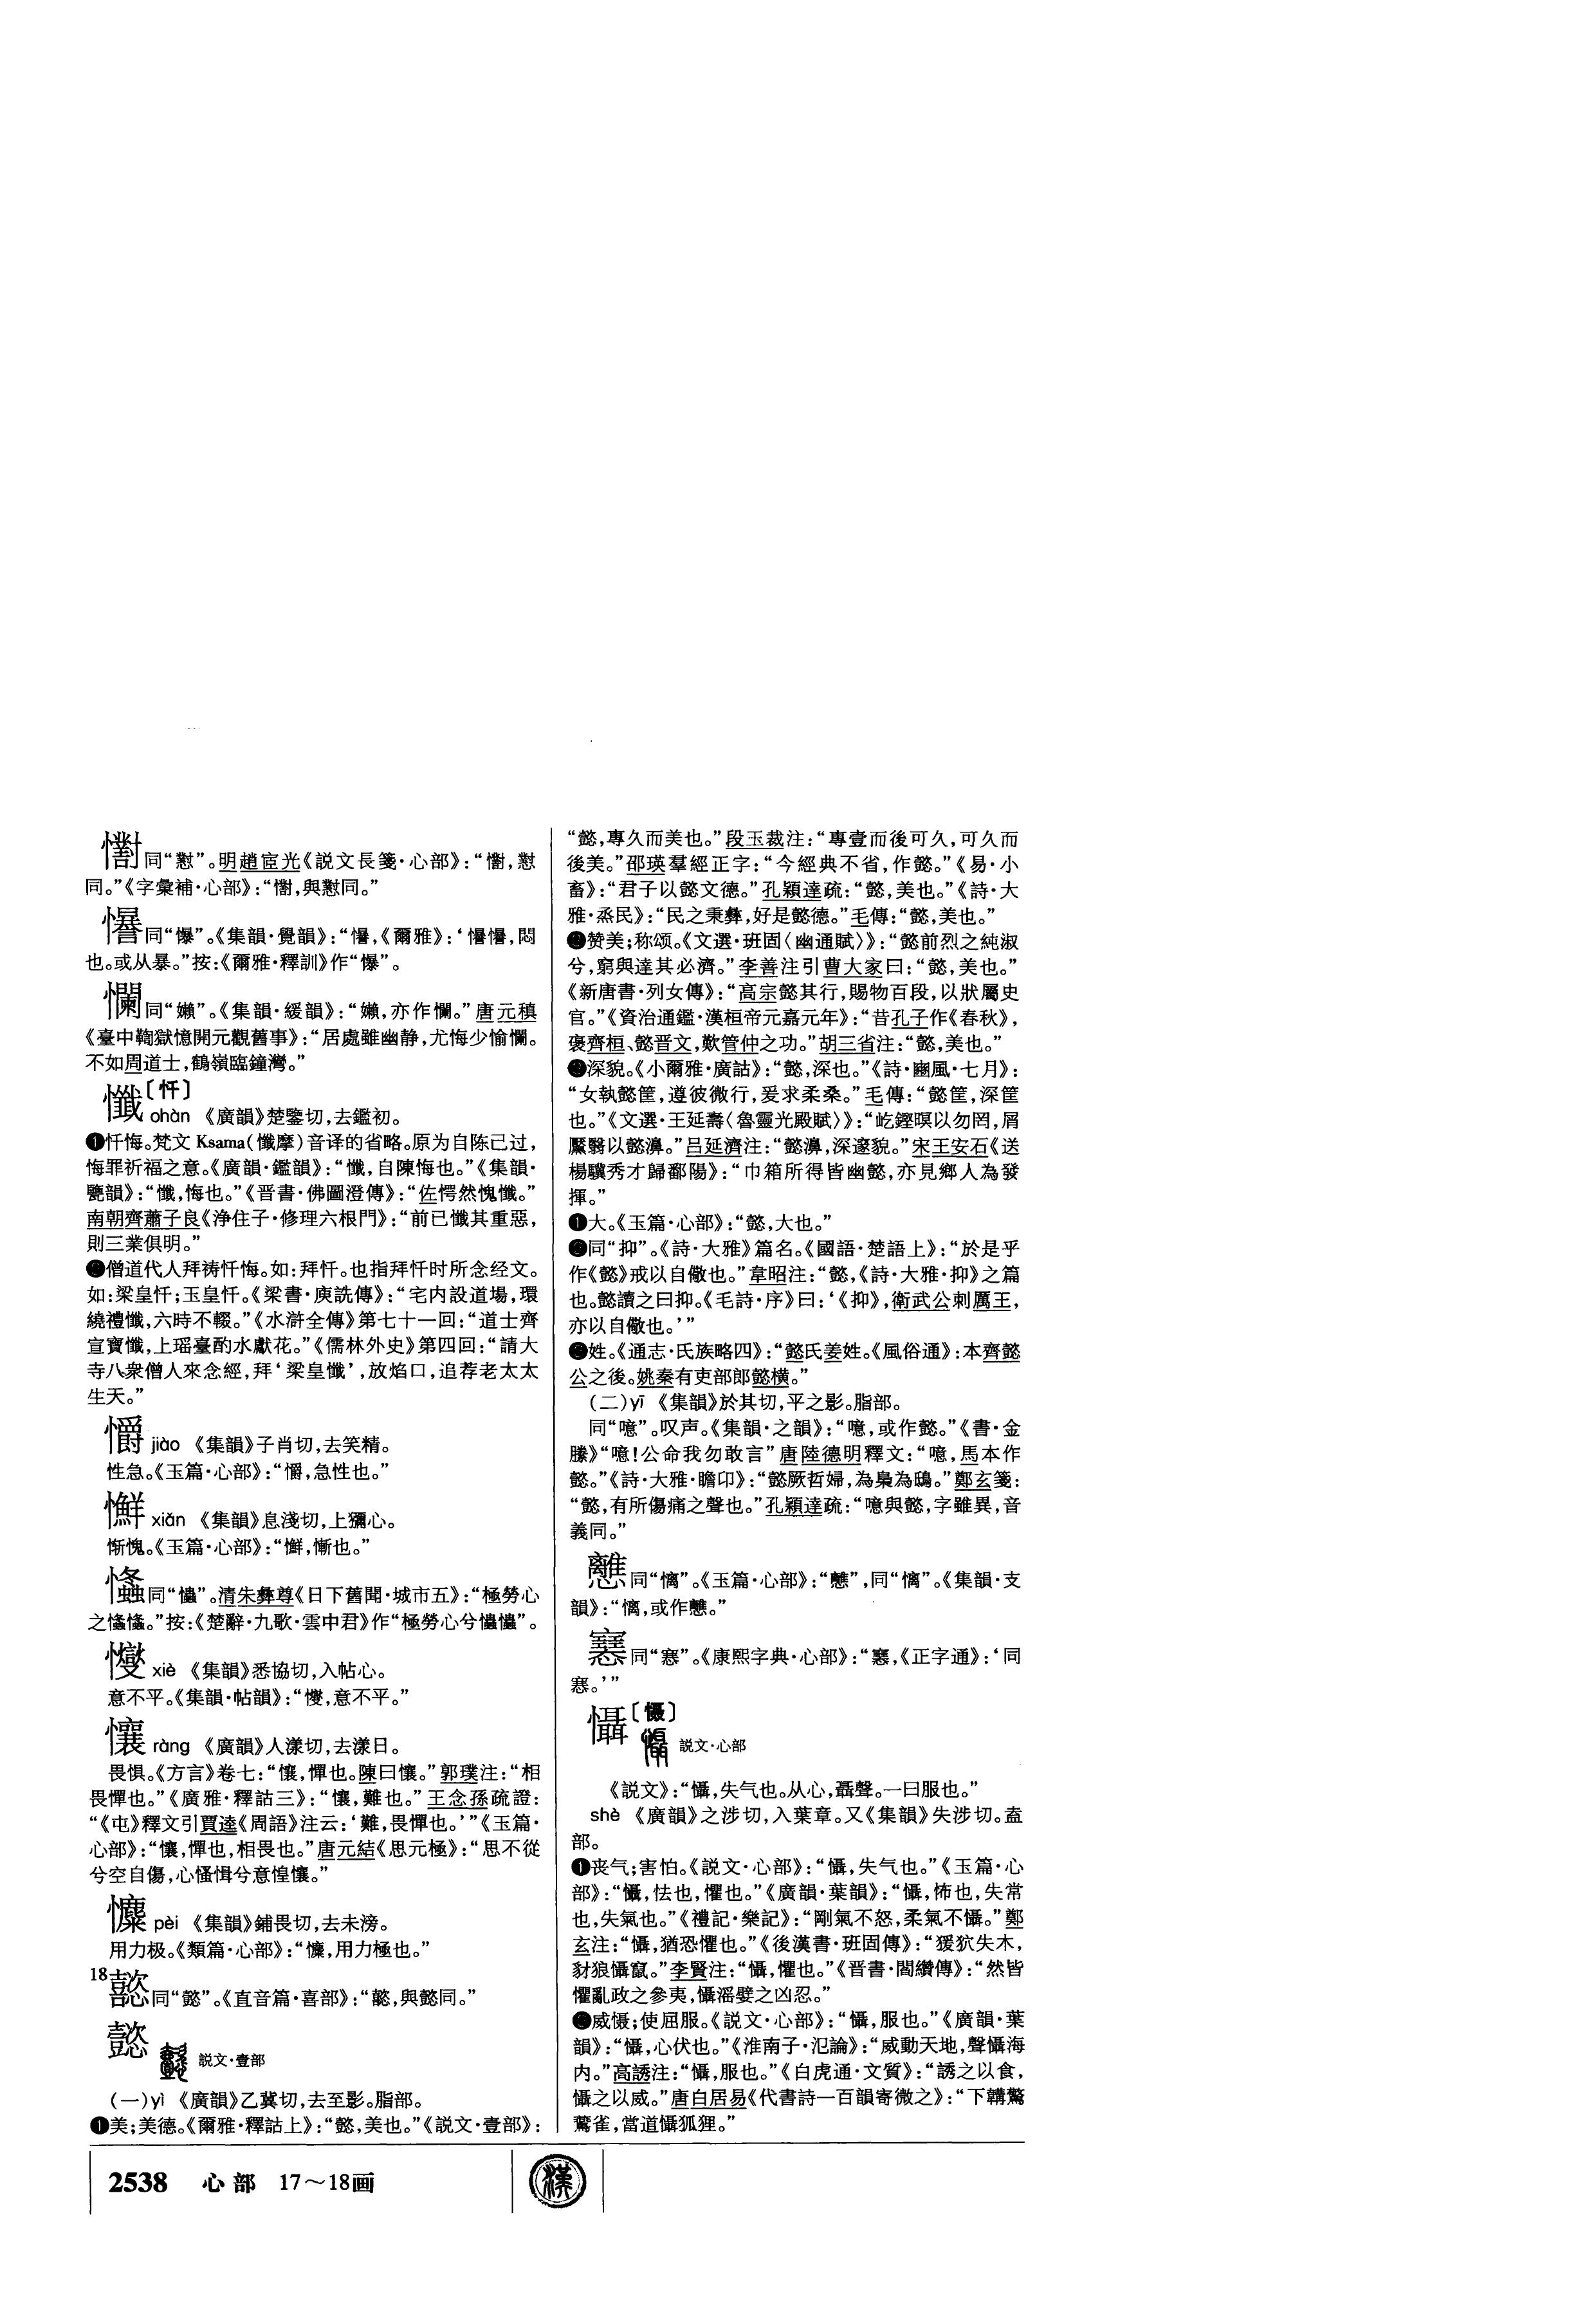 𢤝同“懟”。明趙宧光《説文長箋·心部》：“𢤝，懟
同。”《字彙補·心部》：“𢤝，與懟同。”
同“懪”。《集韻·覺韻》：“，《爾雅》：‘，悶
也。或从暴。”按：《爾雅·釋訓》作“懪”。
㦨同“嬾”。《集韻·緩韻》：“嬾，亦作㦨。”唐元稹
《臺中鞫獄憶開元觀舊事》：“居處雖幽静，尤悔少愉㦨。
不如周道士，鶴嶺臨鐘灣。”
懺〔忏〕
chàn 《廣韻》楚鑒切，去鑑初。
❶忏悔。梵文 Ksama（懺摩）音译的省略。原为自陈己过，
悔罪祈福之意。《廣韻·鑑韻》：“懺，自陳悔也。”《集韻·
韻》：“懺，悔也。”《晋書·佛圖澄傳》：“佐愕然愧懺。”
南朝齊蕭子良《浄住子·修理六根門》：“前已懺其重惡，
則三業俱明。”
❷僧道代人拜祷忏悔。如：拜忏。也指拜忏时所念经文。
如：梁皇忏；玉皇忏。《梁書·庾詵傳》：“宅内設道場，環
繞禮懺，六時不輟。”《水滸全傳》第七十一回：“道士齊
宣寶懺，上瑶臺酌水獻花。”《儒林外史》第四回：“請大
寺八衆僧人來念經，拜‘梁皇懺’，放焰口，追荐老太太
生天。”
㦡 jiào 《集韻》子肖切，去笑精。
性急。《玉篇·心部》：“㦡，急性也。”
㦥 xiǎn 《集韻》息淺切，上獮心。
惭愧。《玉篇·心部》：“㦥，慚也。”
同“㦀”。清朱彝尊《日下舊聞·城市五》：“極勞心
之。”按：《楚辭·九歌·雲中君》作“極勞心兮”。
㦪 xiè 《集韻》悉協切，入帖心。
意不平。《集韻·帖韻》：“㦪，意不平。”
懹 ràng 《廣韻》人漾切，去漾日。
畏惧。《方言》卷七：“懹，憚也。陳曰懹。”郭璞注：“相
畏憚也。”《廣雅·釋詁三》：“懹，難也。”王念孫疏證：
“《屯》釋文引賈逵《周語》注云：‘難，畏憚也。’”《玉篇·
心部》：“懹，憚也，相畏也。”唐元結《思元極》：“思不從
兮空自傷，心慅㥍兮意惶懹。”
pèi 《集韻》鋪畏切，去未滂。
用力极。《類篇·心部》：“，用力極也。”
18
同“懿”。《直音篇·喜部》：“，與懿同。”
懿 説文·壹部
（一）yì 《廣韻》乙冀切，去至影。脂部。
❶美；美德。《爾雅·釋詁上》：“懿，美也。”《説文·壹部》：
“懿，專久而美也。”段玉裁注：“專壹而後可久，可久而
後美。”邵瑛羣經正字：“今經典不省，作懿。”《易·小
畜》：“君子以懿文德。”孔穎達疏：“懿，美也。”《詩·大
雅·烝民》：“民之秉彝，好是懿德。”毛傳：“懿，美也。”
❷赞美；称颂。《文選·班固〈幽通賦〉》：“懿前烈之純淑
兮，窮與達其必濟。”李善注引曹大家曰：“懿，美也。”
《新唐書·列女傳》：“高宗懿其行，賜物百段，以狀屬史
官。”《資治通鑑·漢桓帝元嘉元年》：“昔孔子作《春秋》，
褒齊桓、懿晋文，歎管仲之功。”胡三省注：“懿，美也。”
❸深貌。《小爾雅·廣詁》：“懿，深也。”《詩·豳風·七月》：
“女執懿筐，遵彼微行，爰求柔桑。”毛傳：“懿筐，深筐
也。”《文選·王延壽〈魯靈光殿賦〉》：“屹鏗瞑以勿罔，屑
黶翳以懿濞。”吕延濟注：“懿濞，深邃貌。”宋王安石《送
楊驥秀才歸鄱陽》：“巾箱所得皆幽懿，亦見鄉人為發
揮。”
大。《玉篇·心部》：“懿，大也。”
同“抑”。《詩·大雅》篇名。《國語·楚語上》：“於是乎
作《懿》戒以自儆也。”韋昭注：“懿，《詩·大雅·抑》之篇
也。懿讀之曰抑。《毛詩·序》曰：‘《抑》，衛武公刺厲王，
亦以自儆也。’”
姓。《通志·氏族略四》：“懿氏姜姓。《風俗通》：本齊懿
公之後。姚秦有吏部郎懿横。”
（二）yī 《集韻》於其切，平之影。脂部。
同“噫”。叹声。《集韻·之韻》：“噫，或作懿。”《書·金
縢》“噫！公命我勿敢言”唐陸德明釋文：“噫，馬本作
懿。”《詩·大雅·瞻卬》：“懿厥哲婦，為梟為鴟。”鄭玄箋：
“懿，有所傷痛之聲也。”孔穎達疏：“噫與懿，字雖異，音
義同。”
同“㒧”。《玉篇·心部》：“”，同“”。《集韻·支
韻》：“，或作。”
同“𢞘”。《康熙字典·心部》：“，《正字通》：‘同
。’”
懾〔慑〕
説文·心部
《説文》：“懾，失气也。从心，聶聲。一曰服也。”
shè 《廣韻》之涉切，入葉章。又《集韻》失涉切。盍
部。
❶丧气；害怕。《説文·心部》：“懾，失气也。”《玉篇·心
部》：“懾，怯也，懼也。”《廣韻·葉韻》：“懾，怖也，失常
也，失氣也。”《禮記·樂記》：“剛氣不怒，柔氣不懾。”鄭
玄注：“懾，猶恐懼也。”《後漢書·班固傳》：“猨狖失木，
豺狼懾竄。”李賢注：“懾，懼也。”《晋書·閻纘傳》：“然皆
懼亂政之參夷，懾淫嬖之凶忍。”
❷威慑；使屈服。《説文·心部》：“懾，服也。”《廣韻·葉
韻》：“懾，心伏也。”《淮南子·氾論》：“威動天地，聲懾海
内。”高誘注：“懾，服也。”《白虎通·文質》：“誘之以食，
懾之以威。”唐白居易《代書詩一百韻寄微之》：“下韝驚
鷰雀，當道懾狐狸。”
2538 心部 17～18画
漢